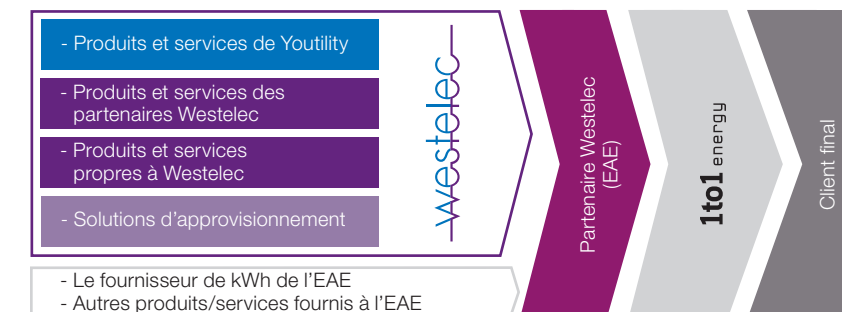 - Produits et services de Youtility
- Produits et services des
partenaires Westelec
- Produits et services
propres à Westelec
- Solutions d'approvisionnement
westelec
- Le fournisseur de kWh de l'EAE
- Autres produits/services fournis à l'EAE
Partenaire Westelec
(EAE)
1to1 energy
Client final